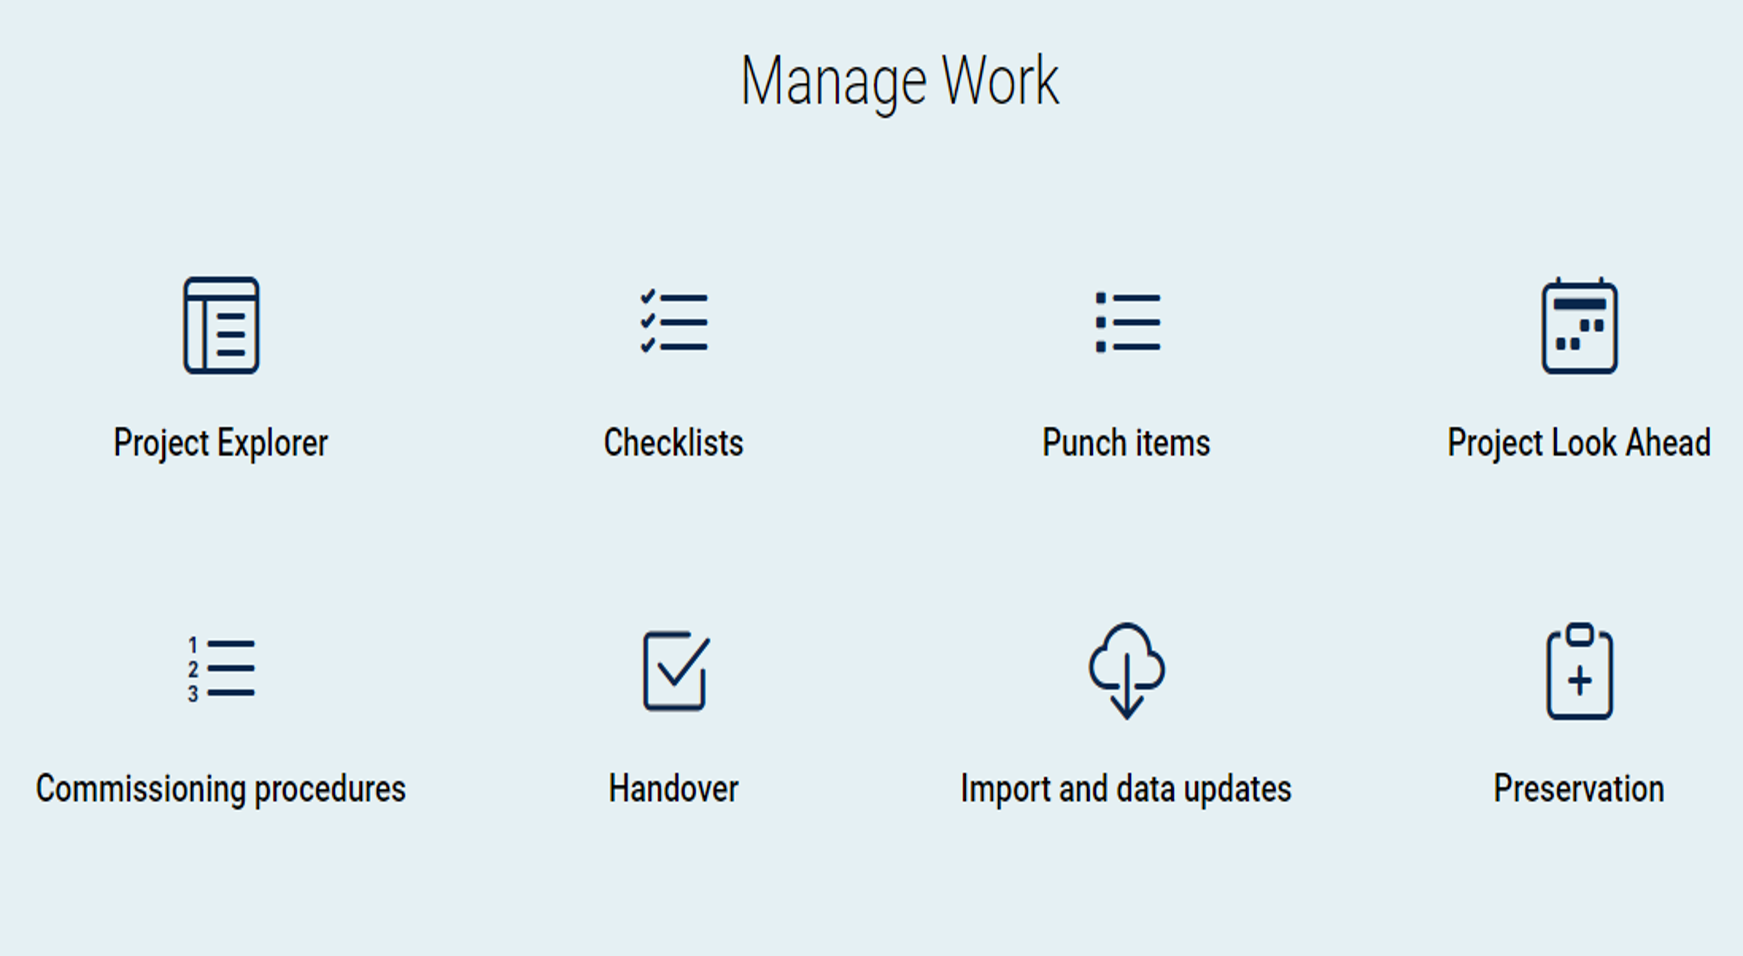 Manage Work
Project Explorer
Checklists
Punch items
Project Look Ahead
1
2
3
Commissioning procedures
Handover
Import and data updates
Preservation